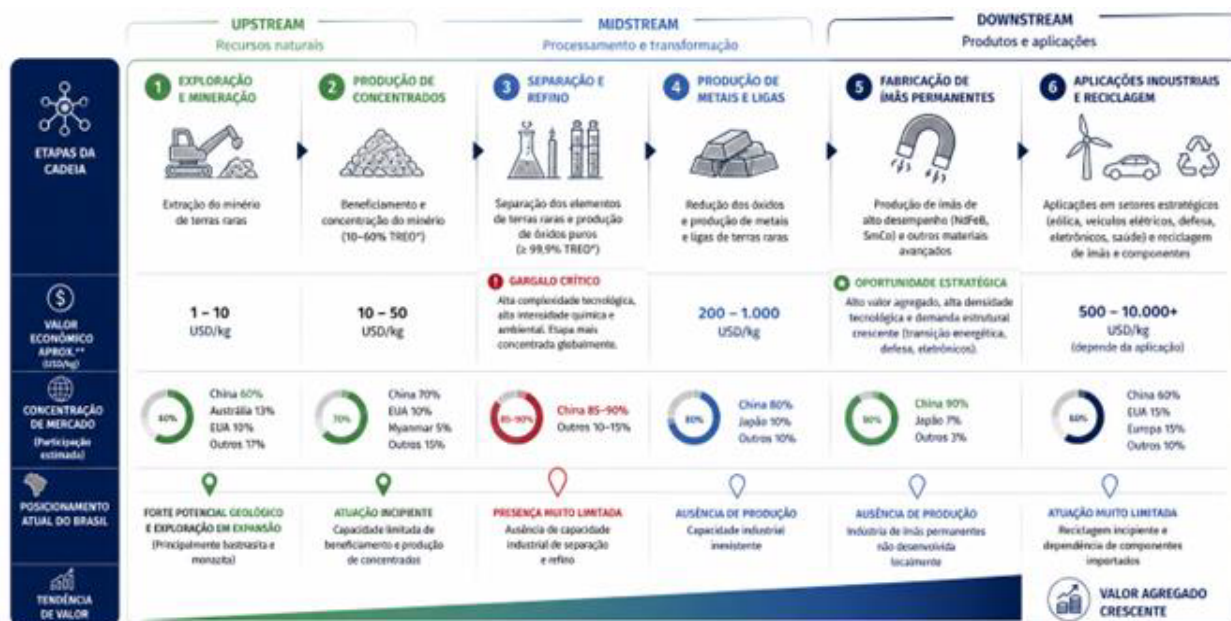 UPSTREAM
Recursos naturais
MIDSTREAM
Processamento e transformação
DOWNSTREAM
Produtos e aplicações
ETAPAS DA
CADEIA
1 EXPLORAÇÃO
E MINERAÇÃO
Extração do minério
de terras raras
2 PRODUÇÃO DE
CONCENTRADOS
Beneficiamento e
concentração do minério
(10–60% TREO*)
3 SEPARAÇÃO E
REFINO
Separação dos elementos
de terras raras e produção
de óxidos puros
(≥ 99,9% TREO*)
4 PRODUÇÃO DE
METAIS E LIGAS
Redução dos óxidos
e produção de metais
e ligas de terras raras
5 FABRICAÇÃO DE
ÍMÃS PERMANENTES
Produção de ímãs de
alto desempenho (NdFeB,
SmCo) e outros materiais
avançados
6 APLICAÇÕES INDUSTRIAIS
E RECICLAGEM
Aplicações em setores estratégicos
(eólica, veículos elétricos, defesa,
eletrônicos, saúde) e reciclagem
de ímãs e componentes
VALOR
ECONÔMICO
APROX.**
(USD/kg)
1 – 10
USD/kg
10 – 50
USD/kg
GARGALO CRÍTICO
Alta complexidade tecnológica,
alta intensidade química e
ambiental. Etapa mais
concentrada globalmente.
200 – 1.000
USD/kg
OPORTUNIDADE ESTRATÉGICA
Alto valor agregado, alta densidade
tecnológica e demanda estrutural
crescente (transição energética,
defesa, eletrônicos).
500 – 10.000+
USD/kg
(depende da aplicação)
CONCENTRAÇÃO
DE MERCADO
(Participação
estimada)
60%
China 60%
Austrália 13%
EUA 10%
Outros 17%
70%
China 70%
EUA 10%
Myanmar 5%
Outros 15%
85–90%
China 85–90%
Outros 10–15%
80%
China 80%
Japão 10%
Outros 10%
90%
China 90%
Japão 7%
Outros 3%
60%
China 60%
EUA 15%
Europa 15%
Outros 10%
POSICIONAMENTO
ATUAL DO BRASIL
FORTE POTENCIAL GEOLÓGICO
E EXPLORAÇÃO EM EXPANSÃO
(Principalmente bastnasita e
monazita)
ATUAÇÃO INCIPIENTE
Capacidade limitada de
beneficiamento e produção
de concentrados
PRESENÇA MUITO LIMITADA
Ausência de capacidade
industrial de separação
e refino
AUSÊNCIA DE PRODUÇÃO
Capacidade industrial
inexistente
AUSÊNCIA DE PRODUÇÃO
Indústria de ímãs permanentes
não desenvolvida
localmente
ATUAÇÃO MUITO LIMITADA
Reciclagem incipiente e
dependência de componentes
importados
TENDÊNCIA
DE VALOR
VALOR AGREGADO
CRESCENTE